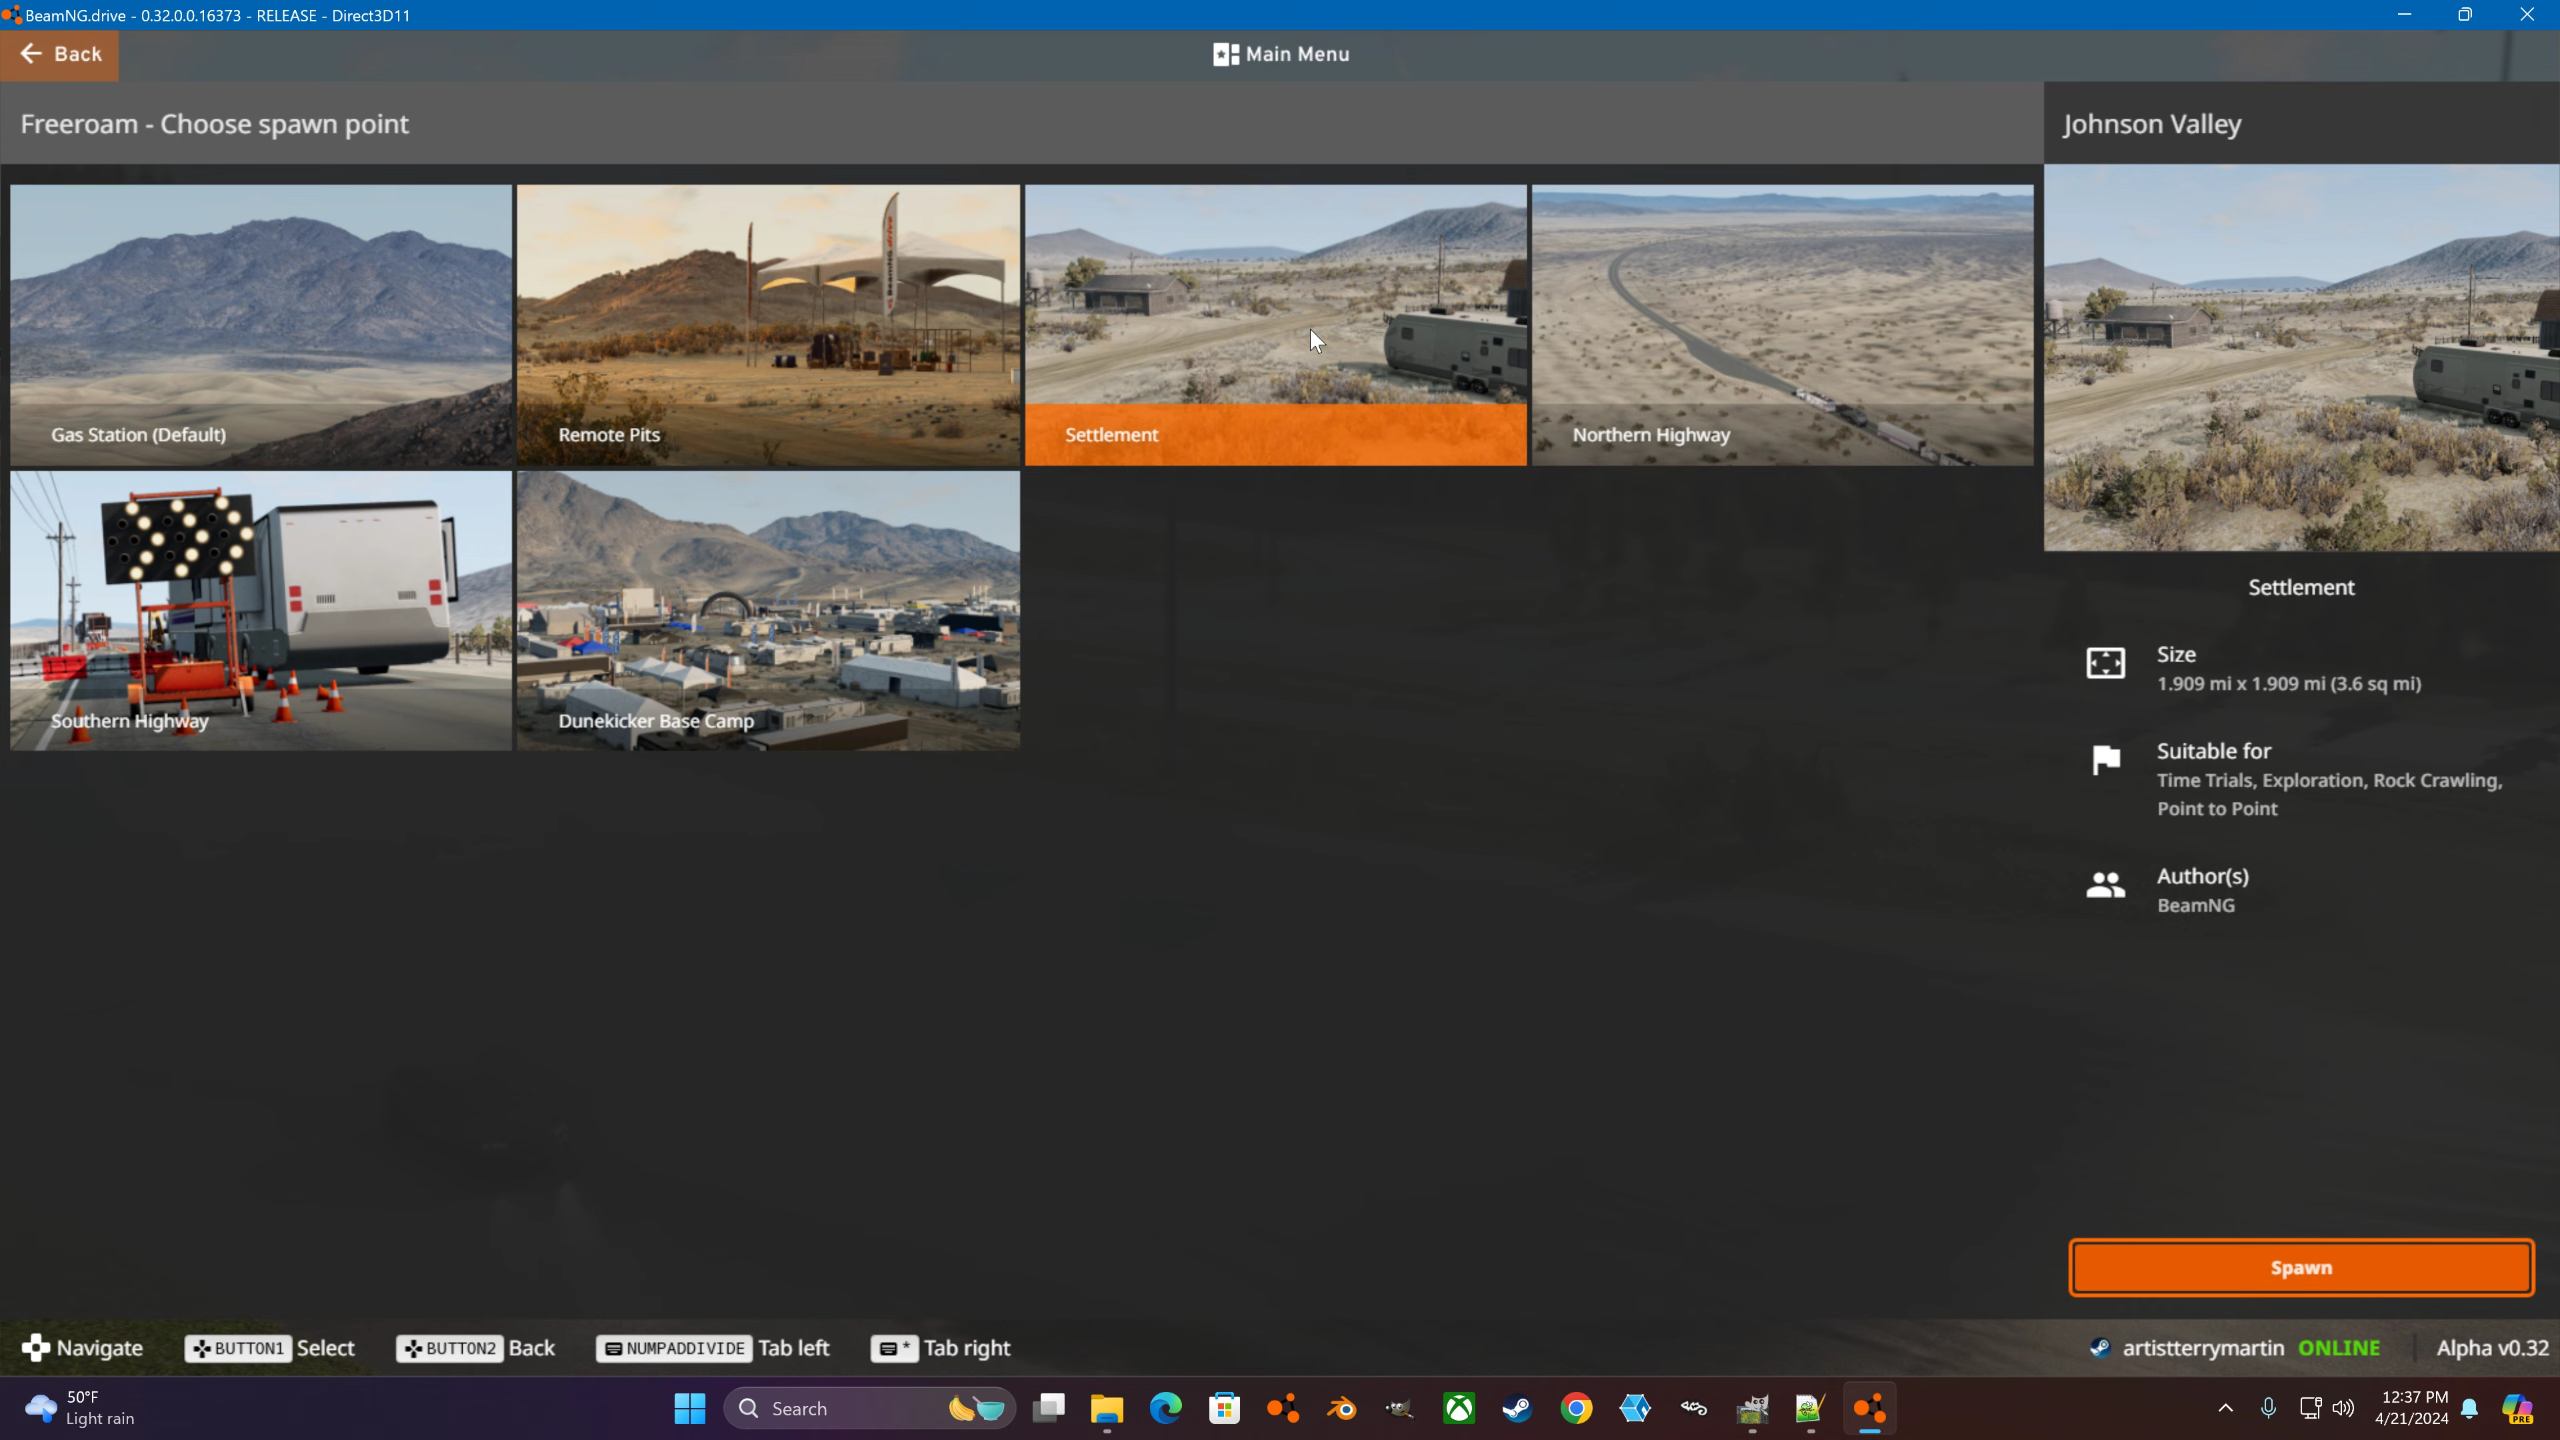 BeamNG.drive - 0.32.0.0.16373 - RELEASE - Direct3D11
Back
Main Menu
Freeroam - Choose spawn point
Johnson Valley
BeamNG.drive
Gas Station (Default)
Remote Pits
Settlement
Northern Highway
Southern Highway
Dunekicker Base Camp
Settlement
Size
1.909 mi x 1.909 mi (3.6 sq mi)
Suitable for
Time Trials, Exploration, Rock Crawling,
Point to Point
Author(s)
BeamNG
Spawn
Navigate BUTTON1 Select BUTTON2 Back NUMPADDIVIDE Tab left * Tab right
artistterrymartin ONLINE Alpha v0.32
50°F
Light rain
Search
12:37 PM
4/21/2024
PRE